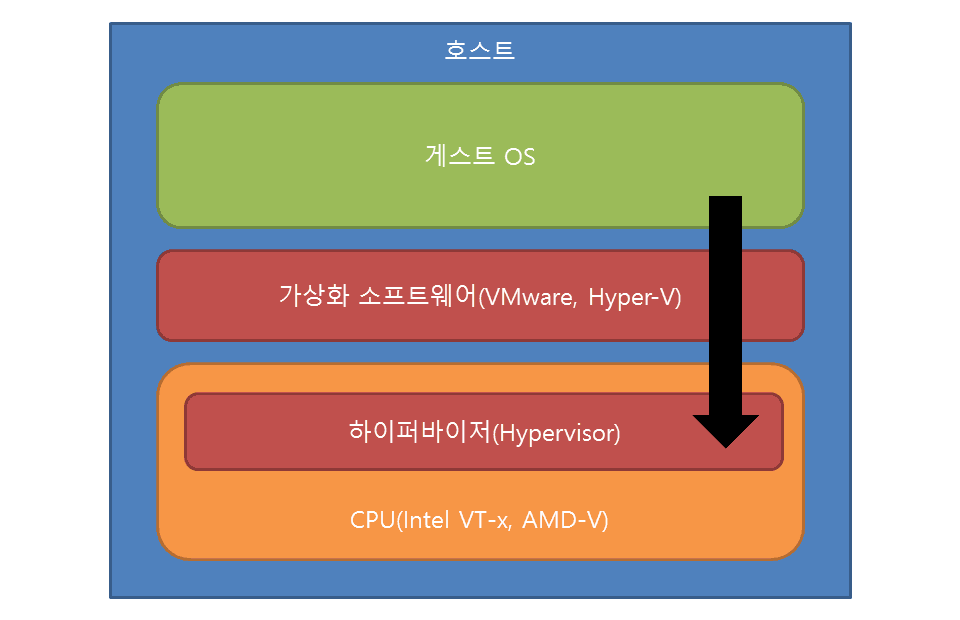 호스트
게스트 OS
가상화 소프트웨어(VMware, Hyper-V)
하이퍼바이저(Hypervisor)
CPU(Intel VT-x, AMD-V)